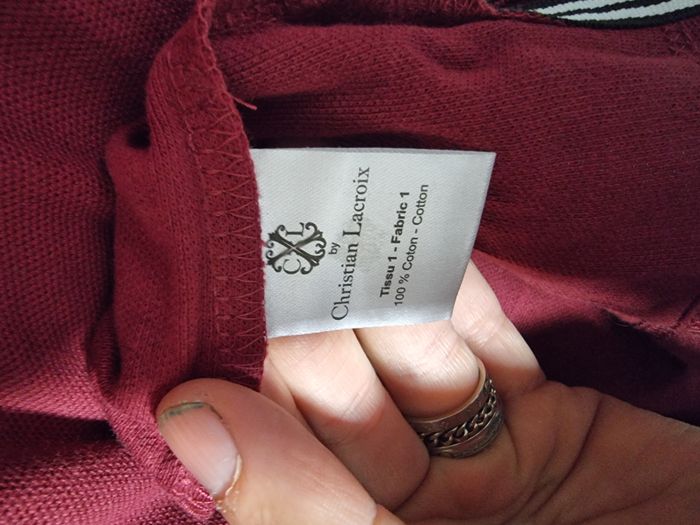 CXL
by
Christian Lacroix
Tissu 1 - Fabric 1
100 % Coton - Cotton